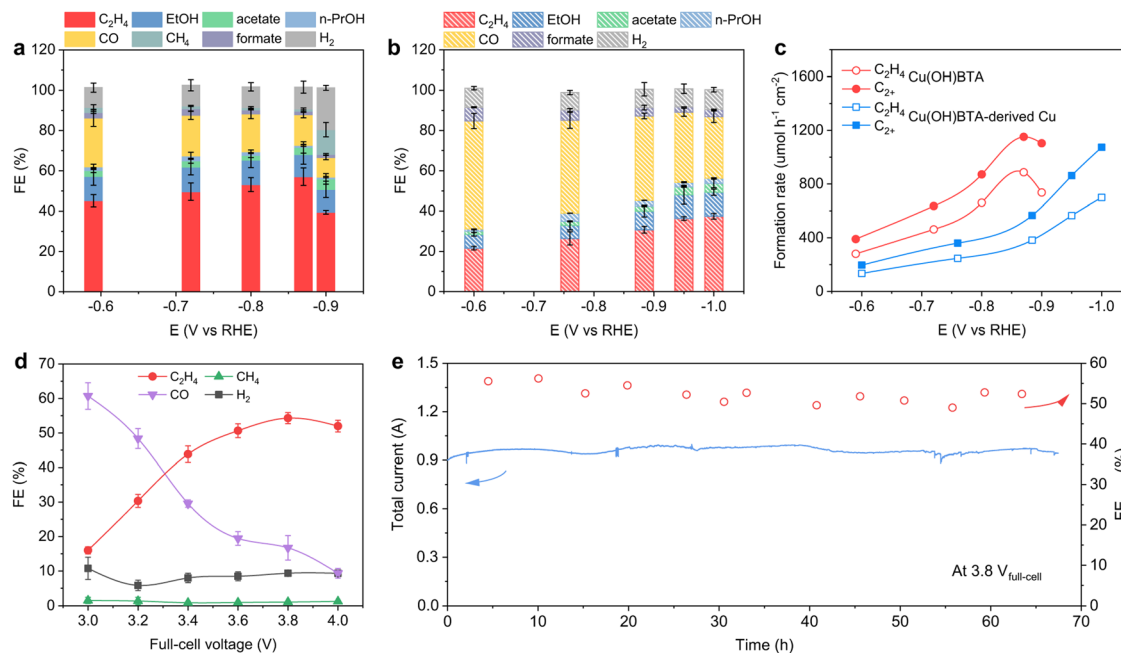 a
C₂H₄ EtOH acetate n-PrOH
CO CH₄ formate H₂
FE (%)
120
100
80
60
40
20
0
-0.6 -0.7 -0.8 -0.9
E (V vs RHE)
b
C₂H₄ EtOH acetate n-PrOH
CO formate H₂
FE (%)
120
100
80
60
40
20
0
-0.6 -0.7 -0.8 -0.9 -1.0
E (V vs RHE)
c
C₂H₄ Cu(OH)BTA
C₂₊
C₂H₄ Cu(OH)BTA-derived Cu
C₂₊
Formation rate (umol h⁻¹ cm⁻²)
1600
1200
800
400
0
-0.6 -0.7 -0.8 -0.9 -1.0
E (V vs RHE)
d
C₂H₄ CH₄
CO H₂
FE (%)
70
60
50
40
30
20
10
0
3.0 3.2 3.4 3.6 3.8 4.0
Full-cell voltage (V)
e
Total current (A)
1.5
1.2
0.9
0.6
0.3
0.0
60
50
40
30
20
10
0
(%)
At 3.8 V full-cell
0 10 20 30 40 50 60 70
Time (h)